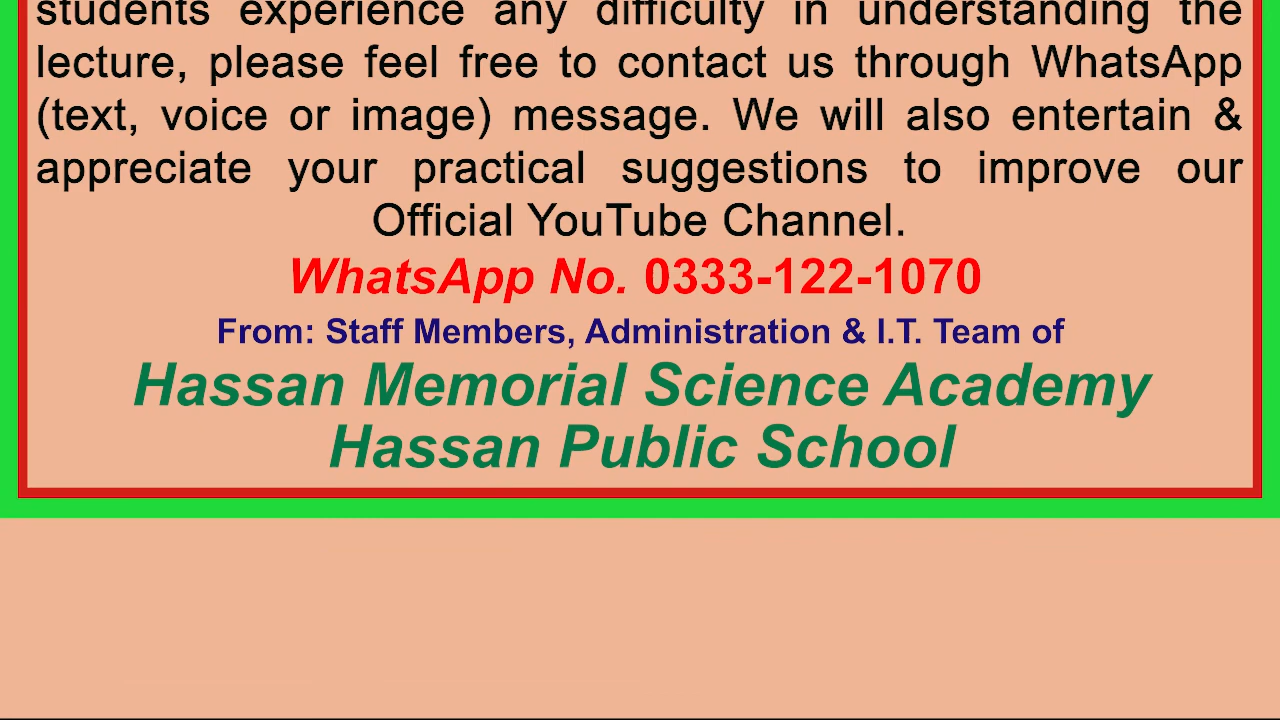 students experience any difficulty in understanding the
lecture, please feel free to contact us through WhatsApp
(text, voice or image) message. We will also entertain &
appreciate your practical suggestions to improve our
Official YouTube Channel.
WhatsApp No. 0333-122-1070
From: Staff Members, Administration & I.T. Team of
Hassan Memorial Science Academy
Hassan Public School